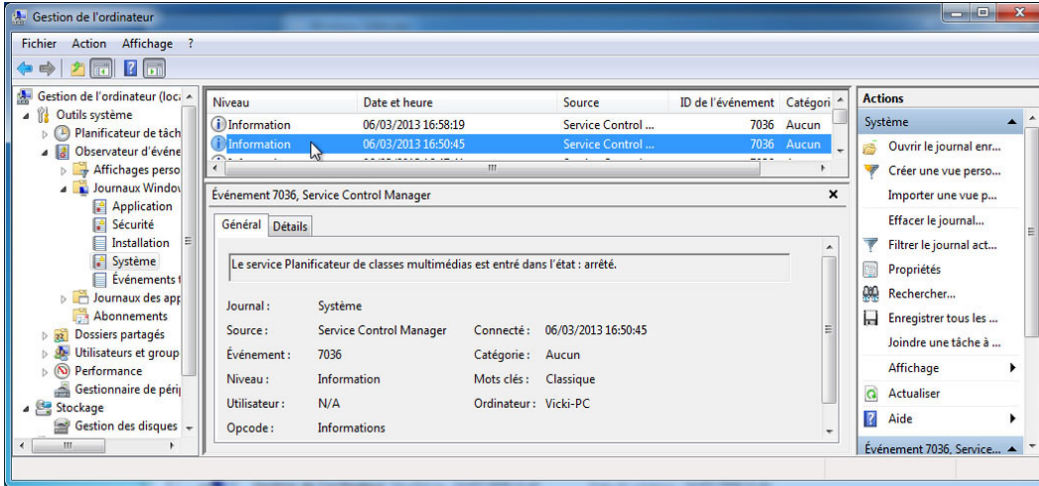 Gestion de l'ordinateur
Fichier Action Affichage ?
Gestion de l'ordinateur (loca
Outils système
Planificateur de tâch
Observateur d'événe
Affichages perso
Journaux Window
Application
Sécurité
Installation
Système
Événements t
Journaux des app
Abonnements
Dossiers partagés
Utilisateurs et group
Performance
Gestionnaire de périp
Stockage
Gestion des disques
Niveau Date et heure Source ID de l'événement Catégori
Information 06/03/2013 16:58:19 Service Control ... 7036 Aucun
Information 06/03/2013 16:50:45 Service Control ... 7036 Aucun
Événement 7036, Service Control Manager
Général Détails
Le service Planificateur de classes multimédias est entré dans l'état : arrêté.
Journal : Système
Source : Service Control Manager Connecté : 06/03/2013 16:50:45
Événement : 7036 Catégorie : Aucun
Niveau : Information Mots clés : Classique
Utilisateur : N/A Ordinateur : Vicki-PC
Opcode : Informations
Actions
Système
Ouvrir le journal enr...
Créer une vue perso...
Importer une vue p...
Effacer le journal...
Filtrer le journal act...
Propriétés
Rechercher...
Enregistrer tous les ...
Joindre une tâche à ...
Affichage
Actualiser
Aide
Événement 7036, Service...